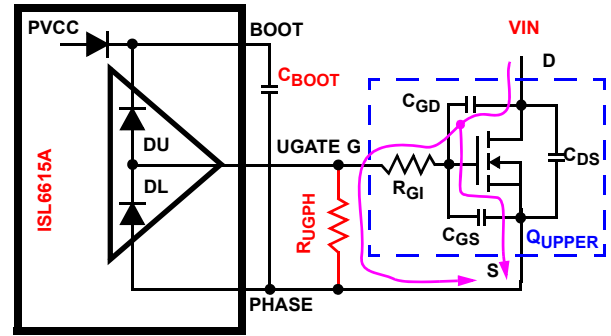 VIN
PVCC
BOOT
D
CBOOT
CGD
DU
UGATE G
CDS
DL
RGI
ISL6615A
RUGPH
CGS
QUPPER
S
PHASE